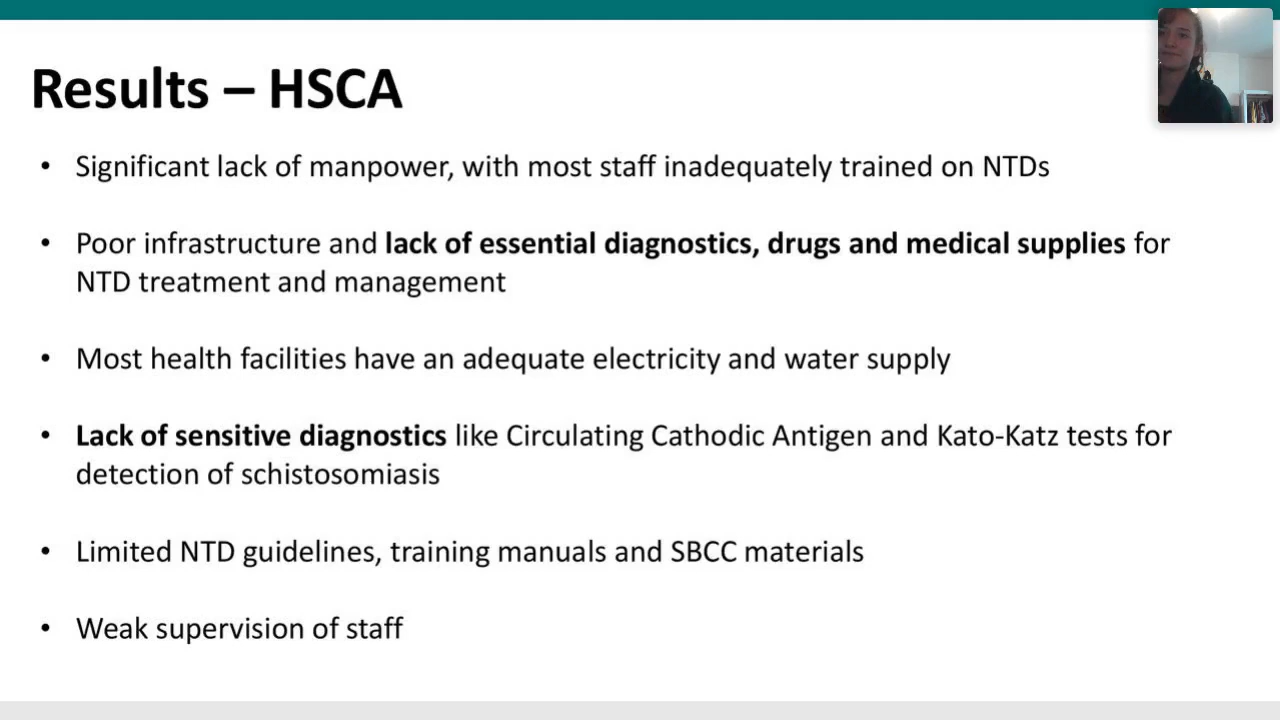 Results – HSCA
• Significant lack of manpower, with most staff inadequately trained on NTDs
• Poor infrastructure and lack of essential diagnostics, drugs and medical supplies for
NTD treatment and management
• Most health facilities have an adequate electricity and water supply
• Lack of sensitive diagnostics like Circulating Cathodic Antigen and Kato-Katz tests for
detection of schistosomiasis
• Limited NTD guidelines, training manuals and SBCC materials
• Weak supervision of staff